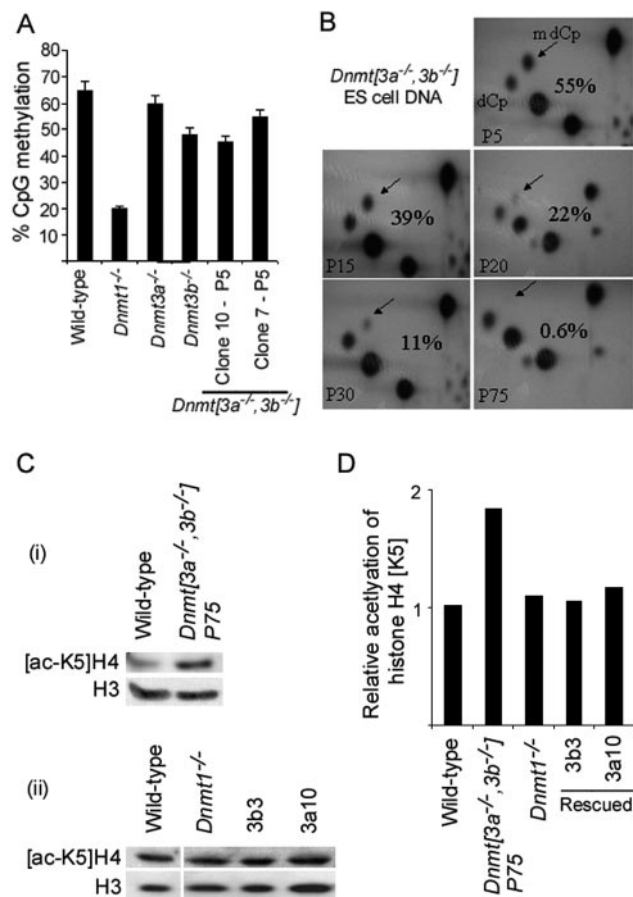 A
% CpG methylation
80
70
60
50
40
30
20
10
0
Wild-type
Dnmt1-/-
Dnmt3a-/-
Dnmt3b-/-
Clone 10 - P5
Clone 7 - P5
Dnmt[3a-/-,3b-/-]
B
Dnmt[3a-/-,3b-/-]
ES cell DNA
mdCp
dCp
55%
P5
39%
P15
22%
P20
11%
P30
0.6%
P75
C
(i)
Wild-type
Dnmt[3a-/-,3b-/-]
P75
[ac-K5]H4
H3
(ii)
Wild-type
Dnmt1-/-
3b3
3a10
[ac-K5]H4
H3
D
Relative acetlyation of
histone H4 [K5]
2
1
Wild-type
Dnmt[3a-/-,3b-/-]
P75
Dnmt1-/-
3b3
3a10
Rescued